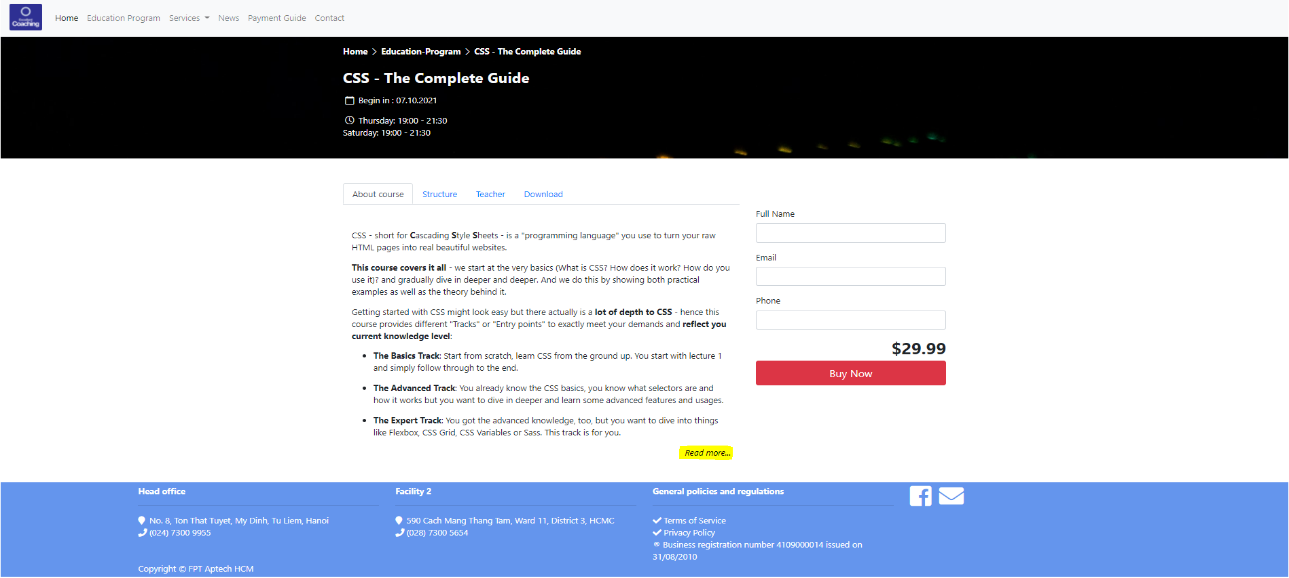 Coaching
Home Education Program Services News Payment Guide Contact
Home > Education-Program > CSS - The Complete Guide
CSS - The Complete Guide
Begin in : 07.10.2021
Thursday: 19:00 - 21:30
Saturday: 19:00 - 21:30
About course Structure Teacher Download
CSS - short for Cascading Style Sheets - is a "programming language" you use to turn your raw
HTML pages into real beautiful websites.
This course covers it all - we start at the very basics (What is CSS? How does it work? How do you
use it)? and gradually dive in deeper and deeper. And we do this by showing both practical
examples as well as the theory behind it.
Getting started with CSS might look easy but there actually is a lot of depth to CSS - hence this
course provides different "Tracks" or "Entry points" to exactly meet your demands and reflect you
current knowledge level:
• The Basics Track: Start from scratch, learn CSS from the ground up. You start with lecture 1
and simply follow through to the end.
• The Advanced Track: You already know the CSS basics, you know what selectors are and
how it works but you want to dive in deeper and learn some advanced features and usages.
• The Expert Track: You got the advanced knowledge, too, but you want to dive into things
like Flexbox, CSS Grid, CSS Variables or Sass. This track is for you.
Read more...
Full Name
Email
Phone
$29.99
Buy Now
Head office
No. 8, Ton That Tuyet, My Dinh, Tu Liem, Hanoi
(024) 7300 9955
Copyright © FPT Aptech HCM
Facility 2
590 Cach Mang Thang Tam, Ward 11, District 3, HCMC
(028) 7300 5654
General policies and regulations
Terms of Service
Privacy Policy
Business registration number 4109000014 issued on
31/08/2010